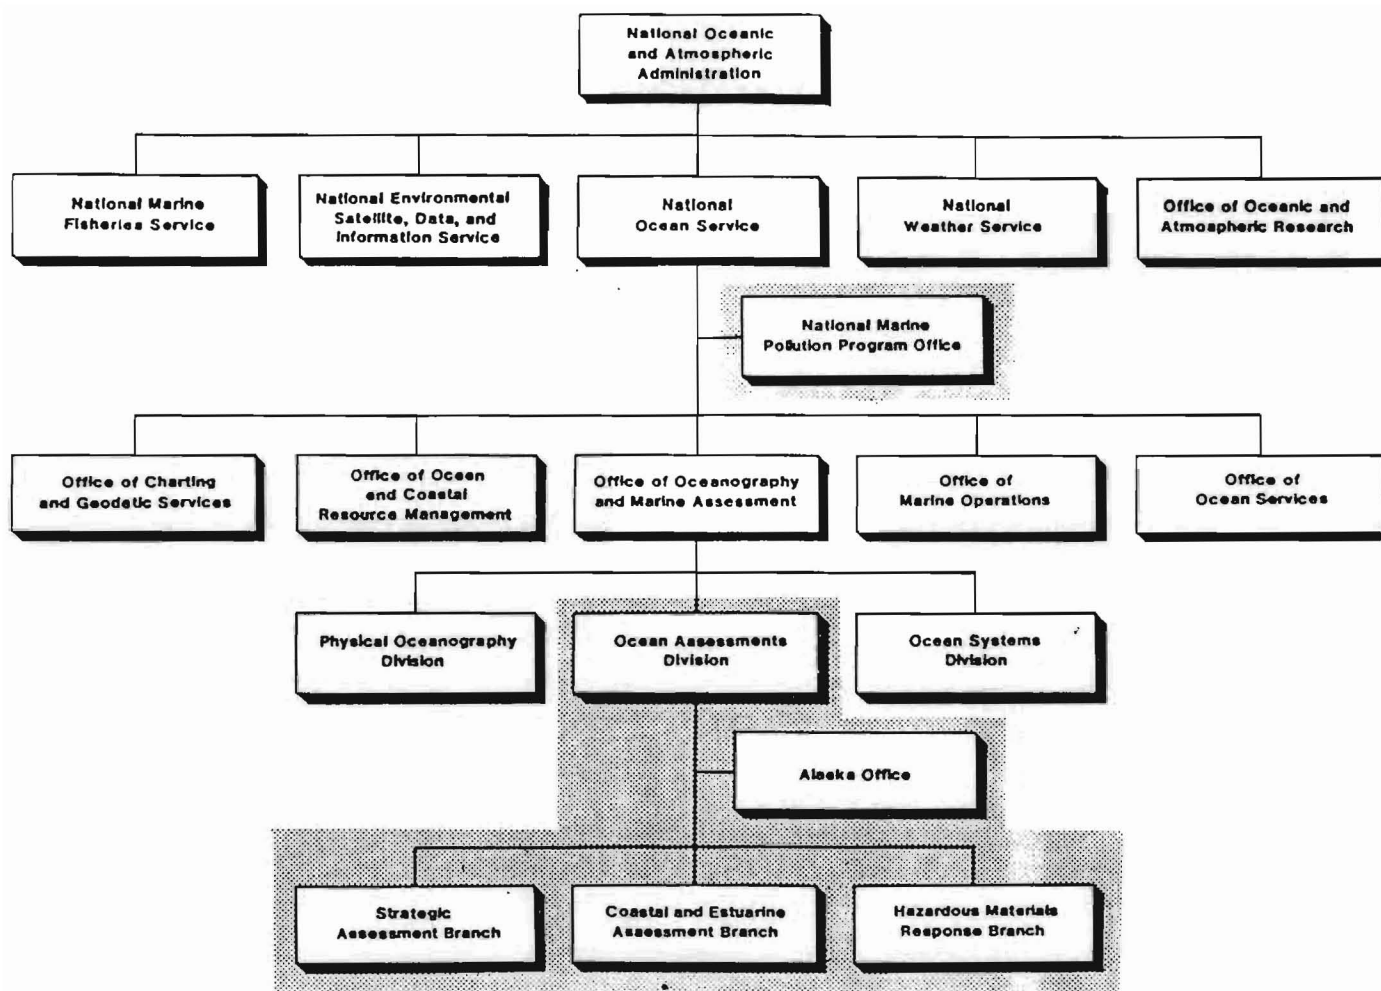 National Oceanic
and Atmospheric
Administration
National Marine
Fisheries Service
National Environmental
Satellite, Data, and
Information Service
National
Ocean Service
National
Weather Service
Office of Oceanic and
Atmospheric Research
National Marine
Pollution Program Office
Office of Charting
and Geodetic Services
Office of Ocean
and Coastal
Resource Management
Office of Oceanography
and Marine Assessment
Office of
Marine Operations
Office of
Ocean Services
Physical Oceanography
Division
Ocean Assessments
Division
Ocean Systems
Division
Alaska Office
Strategic
Assessment Branch
Coastal and Estuarine
Assessment Branch
Hazardous Materials
Response Branch